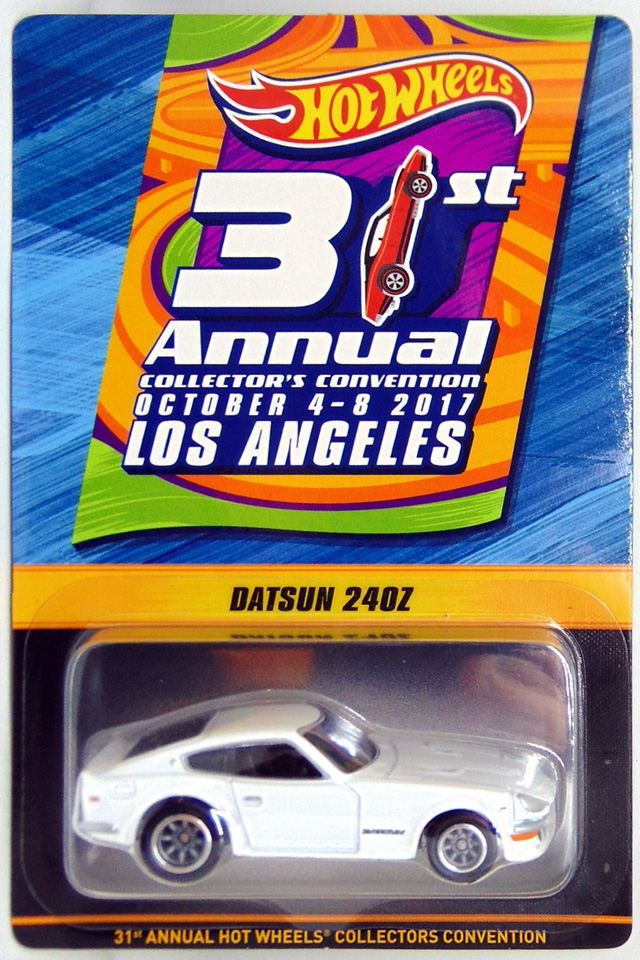 HOT WHEELS®
31st
Annual
COLLECTOR'S CONVENTION
OCTOBER 4-8 2017
LOS ANGELES
DATSUN 240Z
DATSUN
31st ANNUAL HOT WHEELS® COLLECTORS CONVENTION